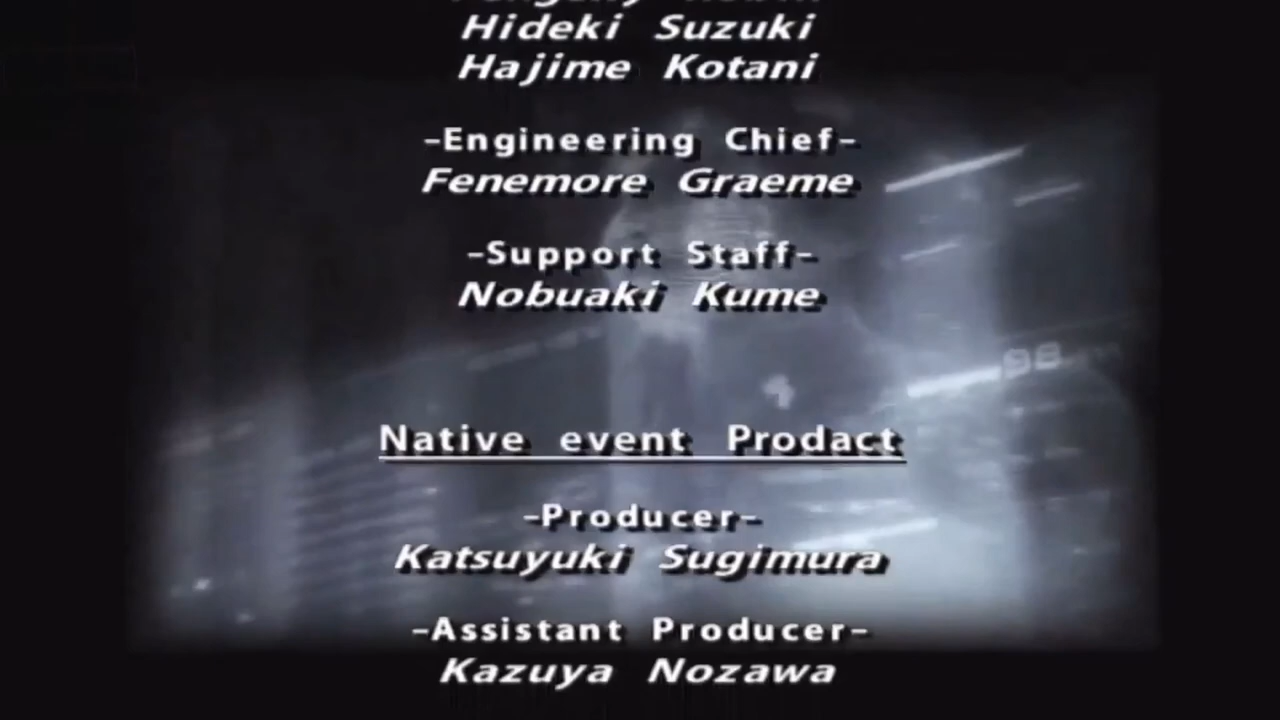 Hideki Suzuki
Hajime Kotani
-Engineering Chief-
Fenemore Graeme
-Support Staff-
Nobuaki Kume
98
Native event Prodact
-Producer-
Katsuyuki Sugimura
-Assistant Producer-
Kazuya Nozawa